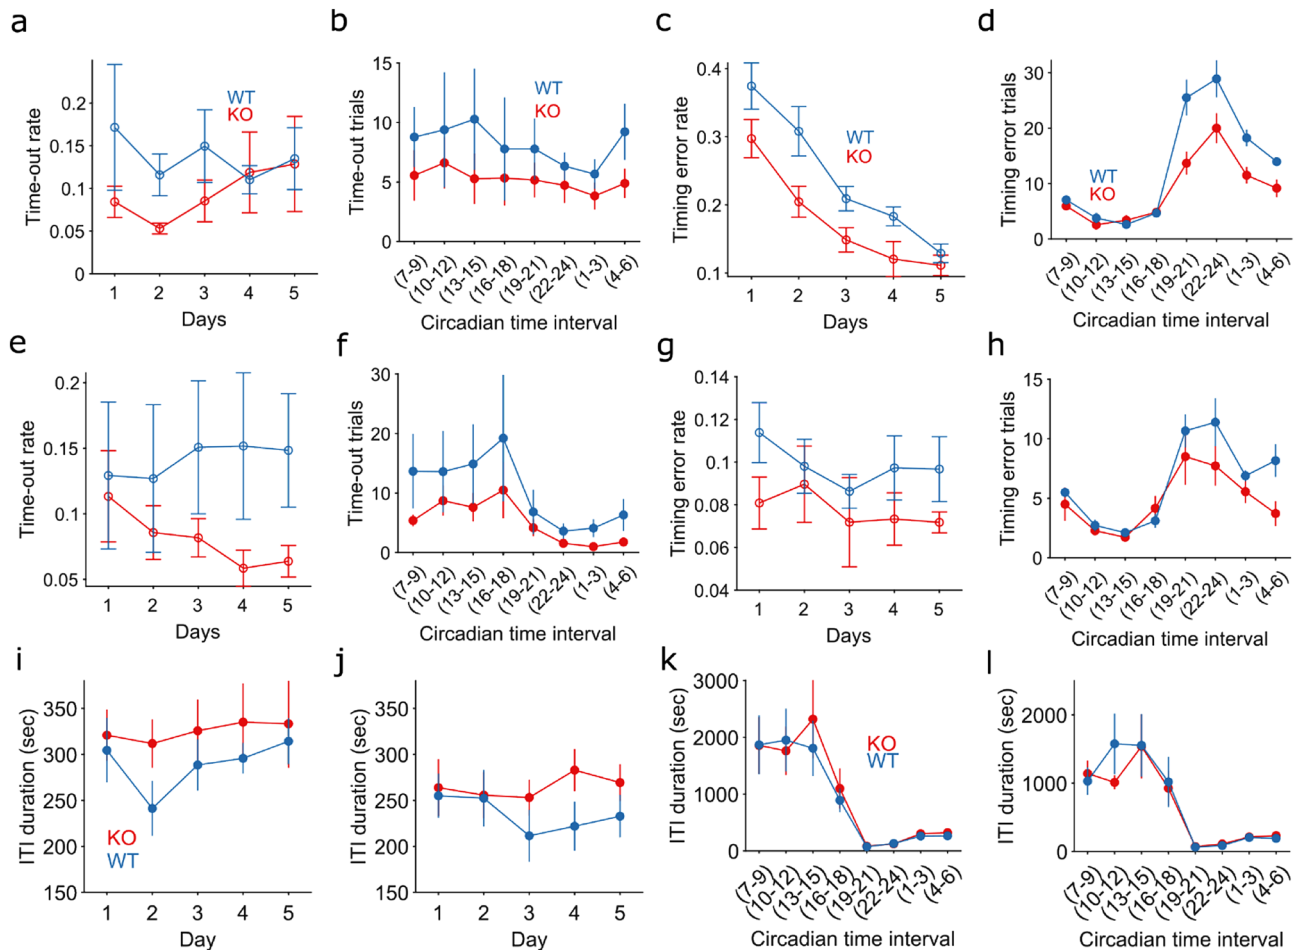 a
Time-out rate
0.2
0.15
0.1
0.05
0
WT
KO
1 2 3 4 5
Days
b
Time-out trials
15
10
5
0
WT
KO
(7-9) (10-12) (13-15) (16-18) (19-21) (22-24) (1-3) (4-6)
Circadian time interval
c
Timing error rate
0.4
0.3
0.2
0.1
WT
KO
1 2 3 4 5
Days
d
Timing error trials
30
20
10
0
WT
KO
(7-9) (10-12) (13-15) (16-18) (19-21) (22-24) (1-3) (4-6)
Circadian time interval
e
Time-out rate
0.2
0.15
0.1
0.05
1 2 3 4 5
Days
f
Time-out trials
30
20
10
0
(7-9) (10-12) (13-15) (16-18) (19-21) (22-24) (1-3) (4-6)
Circadian time interval
g
Timing error rate
0.14
0.12
0.1
0.08
0.06
0.04
1 2 3 4 5
Days
h
Timing error trials
15
10
5
0
(7-9) (10-12) (13-15) (16-18) (19-21) (22-24) (1-3) (4-6)
Circadian time interval
i
ITI duration (sec)
350
300
250
200
150
KO
WT
1 2 3 4 5
Day
j
ITI duration (sec)
350
300
250
200
150
1 2 3 4 5
Day
k
ITI duration (sec)
3000
2000
1000
0
KO
WT
(7-9) (10-12) (13-15) (16-18) (19-21) (22-24) (1-3) (4-6)
Circadian time interval
l
ITI duration (sec)
2000
1000
0
(7-9) (10-12) (13-15) (16-18) (19-21) (22-24) (1-3) (4-6)
Circadian time interval